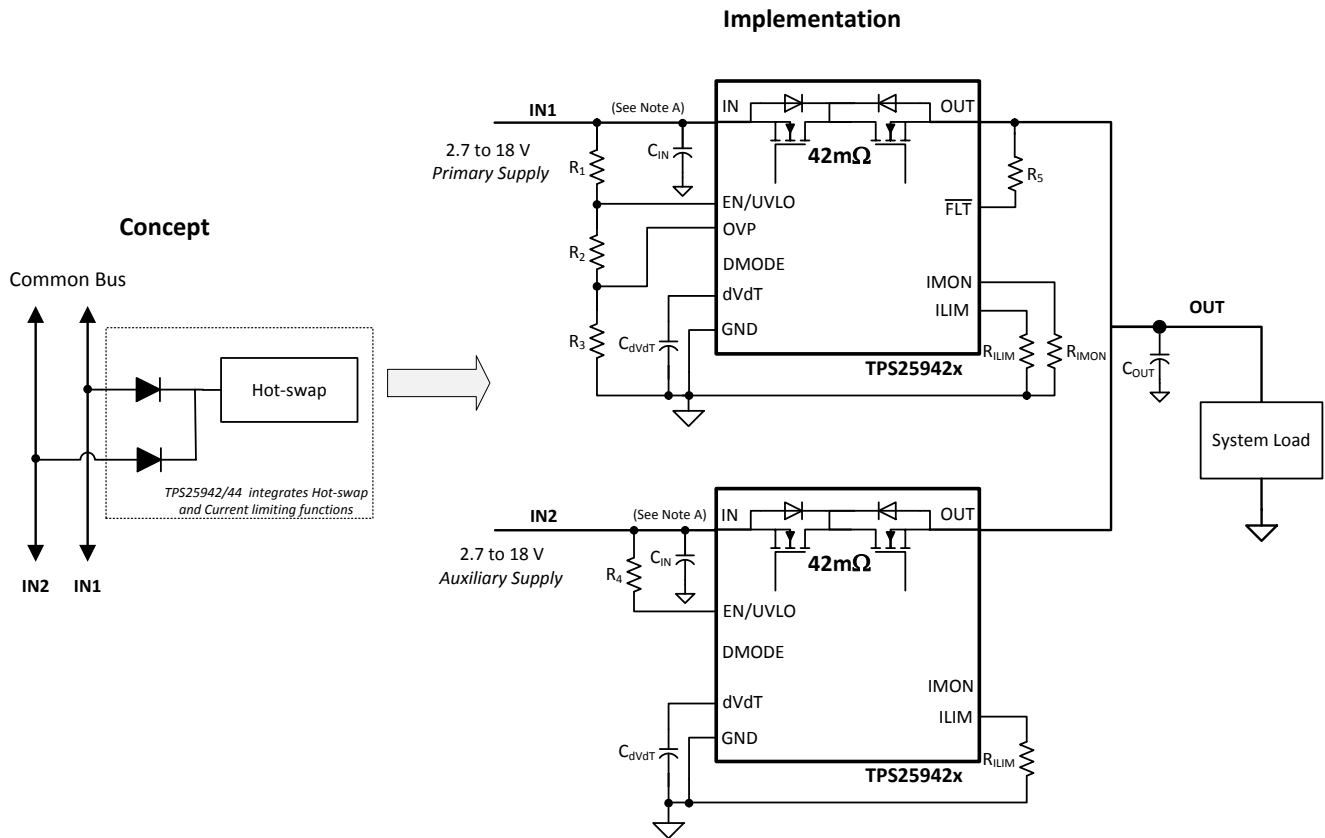 Implementation
IN1
(See Note A)
2.7 to 18 V
Primary Supply
R1
R2
R3
CIN
IN
OUT
42mΩ
EN/UVLO
OVP
DMODE
dVdT
GND
CdVdT
FLT
IMON
ILIM
R5
RILIM
RIMON
TPS25942x
OUT
COUT
System Load
Concept
Common Bus
Hot-swap
TPS25942/44 integrates Hot-swap
and Current limiting functions
IN2
IN1
IN2
(See Note A)
2.7 to 18 V
Auxiliary Supply
R4
CIN
IN
OUT
42mΩ
EN/UVLO
DMODE
dVdT
GND
CdVdT
IMON
ILIM
RILIM
TPS25942x